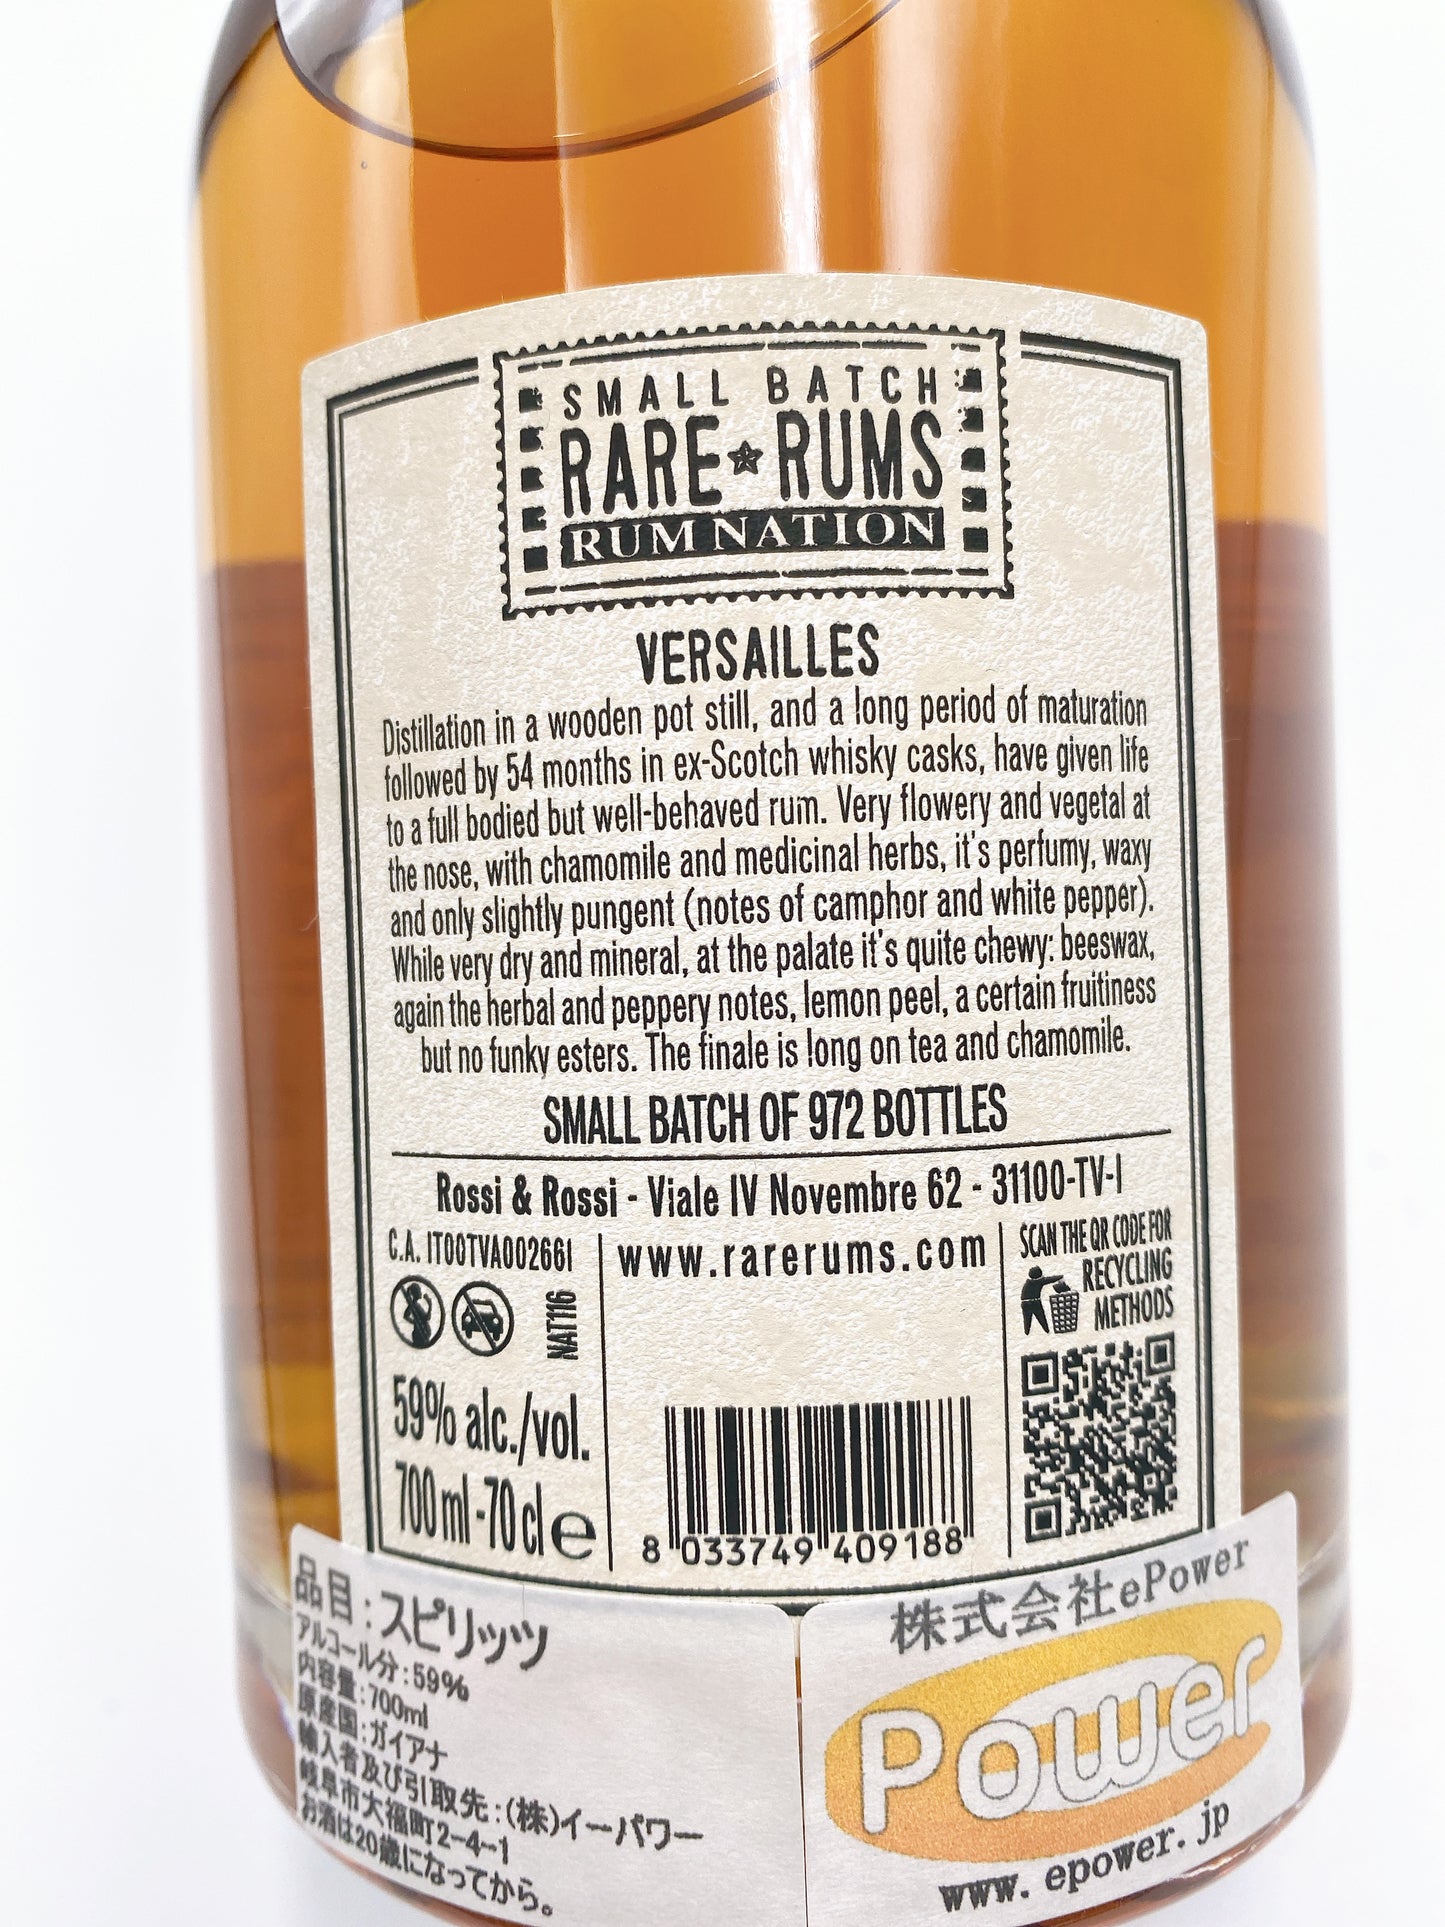 SMALL BATCH
RARE RUMS
RUM NATION
VERSAILLES
Distillation in a wooden pot still, and a long period of maturation
followed by 54 months in ex-Scotch whisky casks, have given life
to a full bodied but well-behaved rum. Very flowery and vegetal at
the nose, with chamomile and medicinal herbs, it's perfumy, waxy
and only slightly pungent (notes of camphor and white pepper).
While very dry and mineral, at the palate it's quite chewy: beeswax,
again the herbal and peppery notes, lemon peel, a certain fruitiness
but no funky esters. The finale is long on tea and chamomile.
SMALL BATCH OF 972 BOTTLES
Rossi & Rossi - Viale IV Novembre 62 - 31100-TV-I
C.A. IT00TVA00266I
NAT116
59% alc./vol.
700 ml - 70 cl e
www.rarerums.com
8 033749 409188
SCAN THE QR CODE FOR
RECYCLING
METHODS
品目:スピリッツ
アルコール分:59%
内容量:700ml
原産国:ガイアナ
輸入者及び引取先:(株)イーパワー
岐阜市大福町2-4-1
お酒は20歳になってから。
株式会社ePower
Power
www.epower.jp